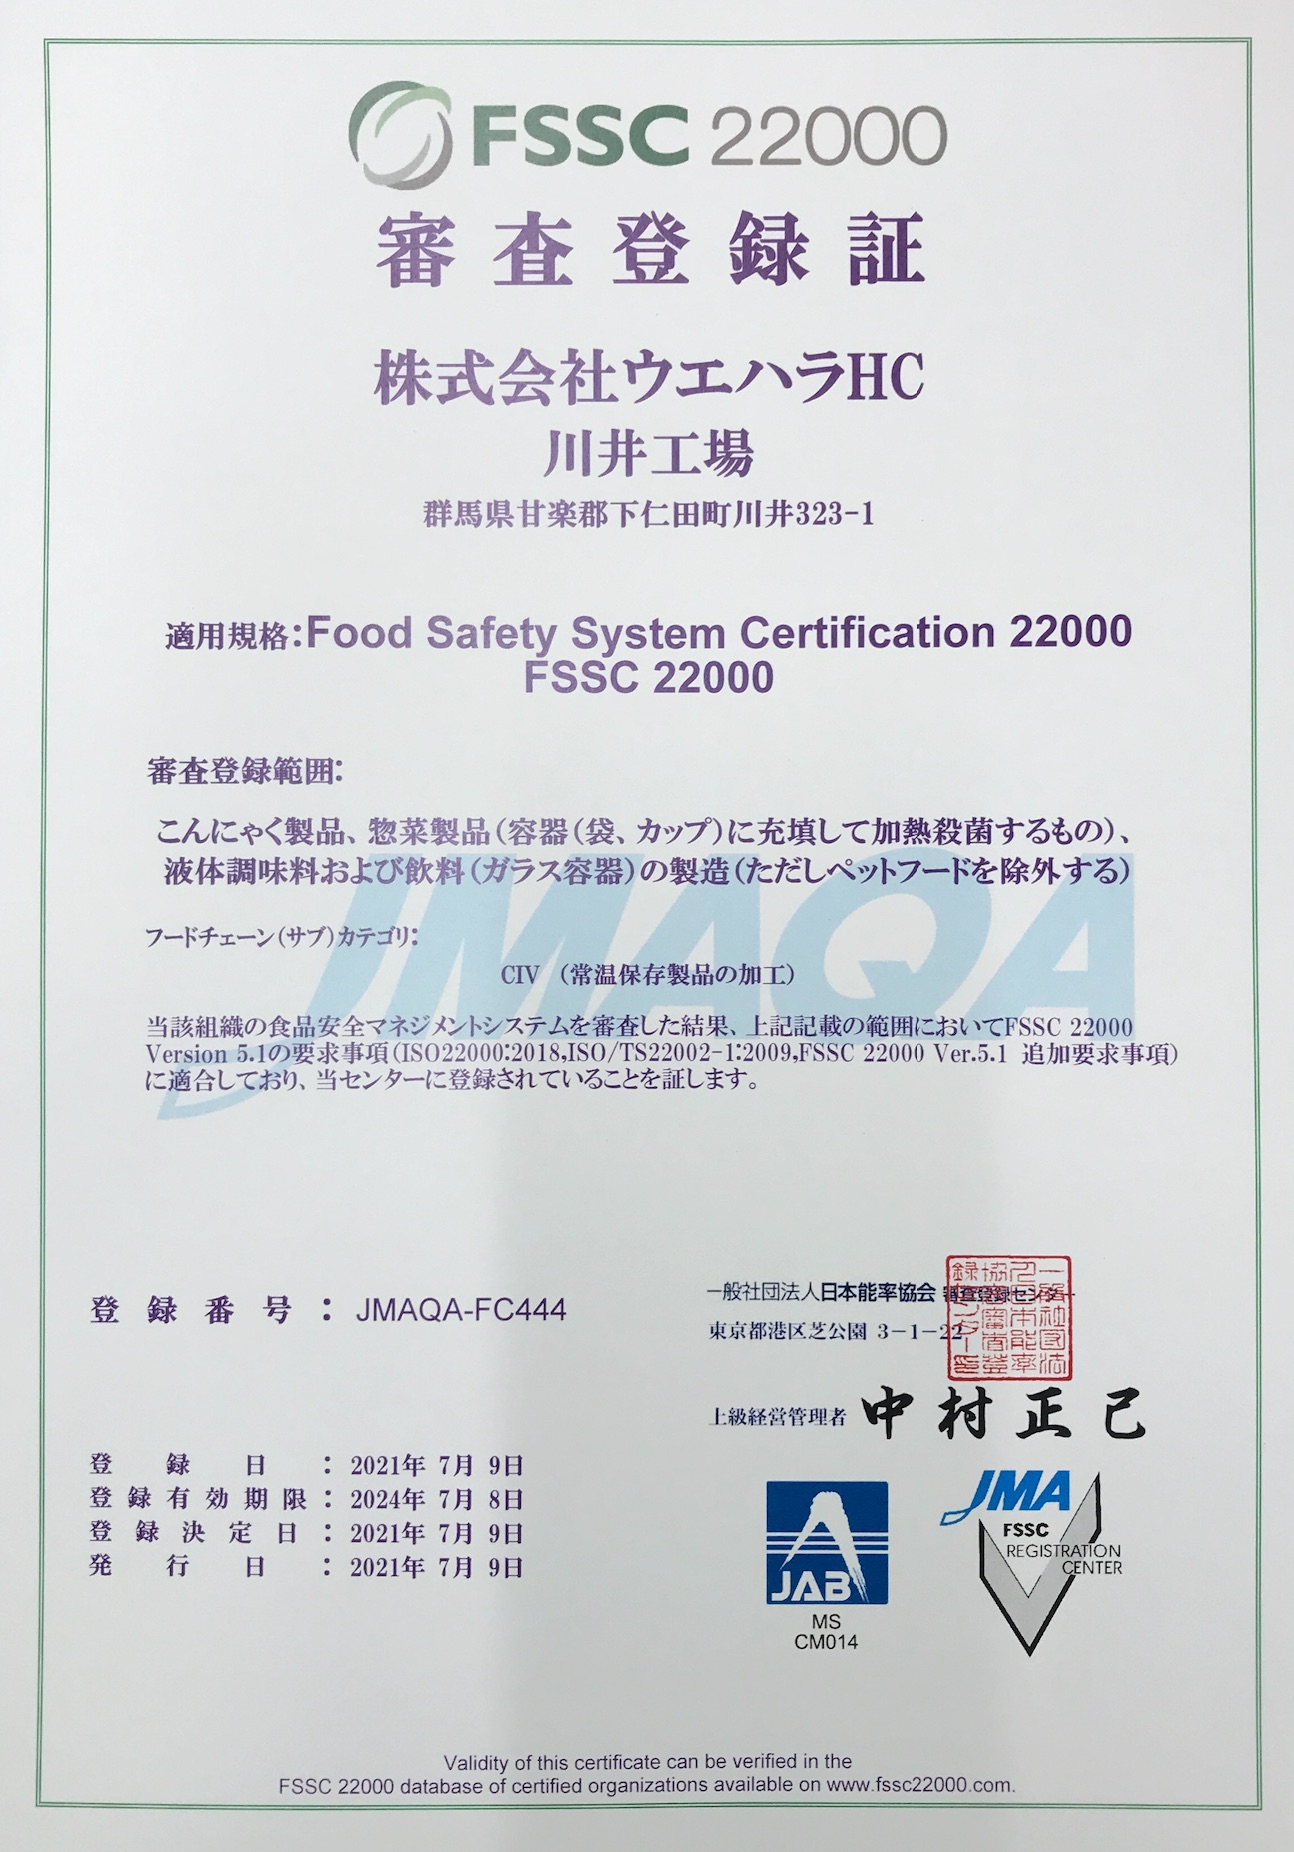 FSSC 22000
審査登録証
株式会社ウエハラHC
川井工場
群馬県甘楽郡下仁田町川井323-1
適用規格：Food Safety System Certification 22000
FSSC 22000
審査登録範囲：
こんにゃく製品、惣菜製品（容器（袋、カップ）に充填して加熱殺菌するもの）、
液体調味料および飲料（ガラス容器）の製造（ただしペットフードを除外する）
JMAQA
フードチェーン（サブ）カテゴリ：
CIV （常温保存製品の加工）
当該組織の食品安全マネジメントシステムを審査した結果、上記記載の範囲においてFSSC 22000
Version 5.1の要求事項（ISO22000:2018,ISO/TS22002-1:2009,FSSC 22000 Ver.5.1 追加要求事項）
に適合しており、当センターに登録されていることを証します。
登録番号：JMAQA-FC444
一般社団法人日本能率協会 審査登録センター
東京都港区芝公園 3-1-22
上級経営管理者 中村正己
登録日：2021年 7月 9日
登録有効期限：2024年 7月 8日
登録決定日：2021年 7月 9日
発行日：2021年 7月 9日
JAB
MS
CM014
JMA
FSSC
REGISTRATION
CENTER
Validity of this certificate can be verified in the
FSSC 22000 database of certified organizations available on www.fssc22000.com.